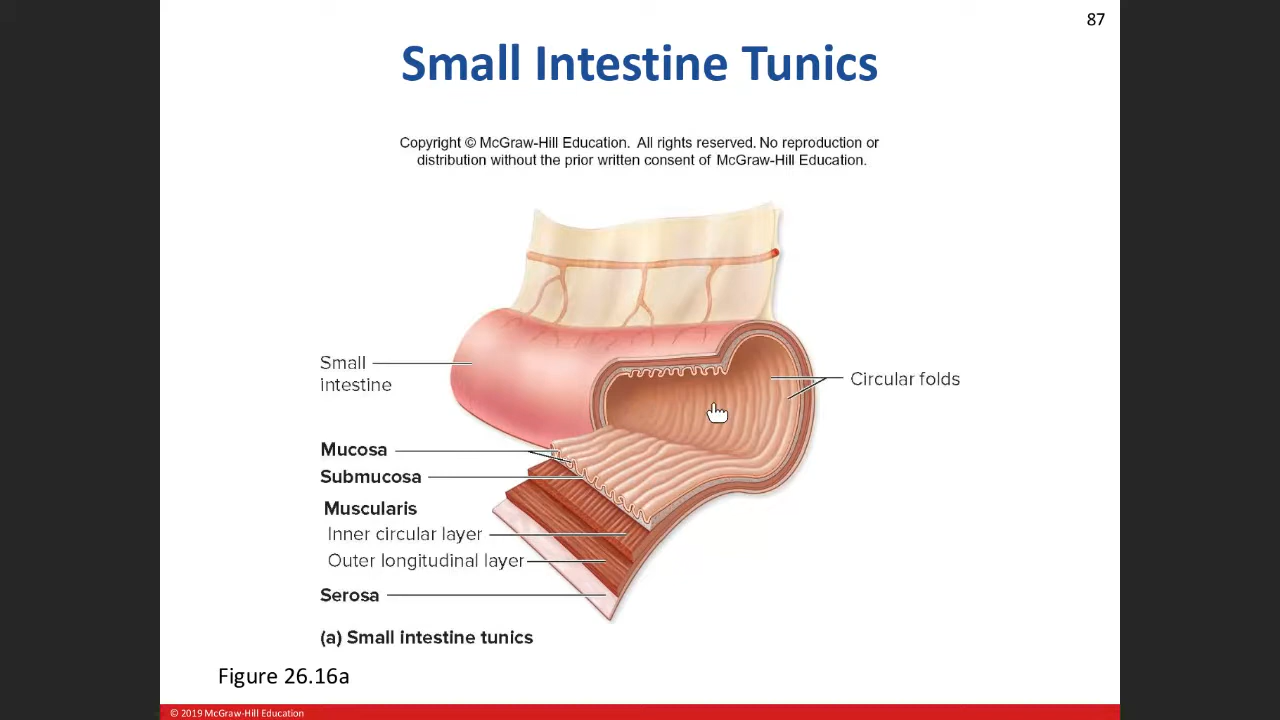 87
Small Intestine Tunics
Copyright © McGraw-Hill Education. All rights reserved. No reproduction or
distribution without the prior written consent of McGraw-Hill Education.
Small
intestine
Circular folds
Mucosa
Submucosa
Muscularis
Inner circular layer
Outer longitudinal layer
Serosa
(a) Small intestine tunics
Figure 26.16a
© 2019 McGraw-Hill Education